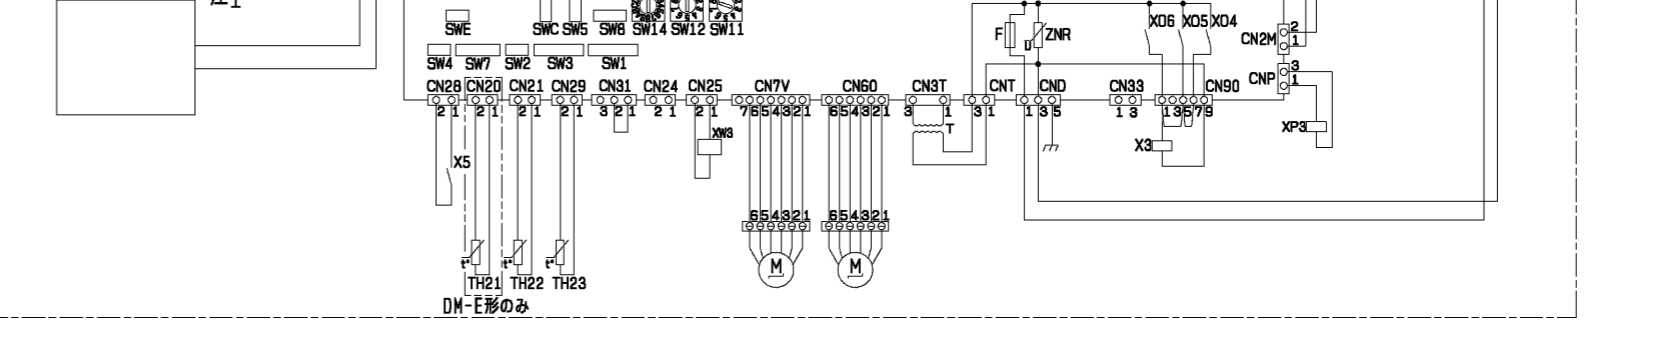 SWE SWC SW5 SW8 SW14 SW12 SW11
F ZNR X06 X05 X04
U
CN2M 2
1
SW4 SW7 SW2 SW3 SW1
CNP 3
1
CN28 CN20 CN21 CN29 CN31 CN24 CN25 CN7V CN60 CN3T CNT CND CN33 CN90
2 1 2 1 2 1 2 1 3 2 1 2 1 2 1 7 6 5 4 3 2 1 6 5 4 3 2 1 3 1 3 1 1 3 5 1 3 1 3 5 7 9
XW3 T XP3
X3
X5
6 5 4 3 2 1 6 5 4 3 2 1
t° t° t° M M
TH21 TH22 TH23
DM-E形のみ